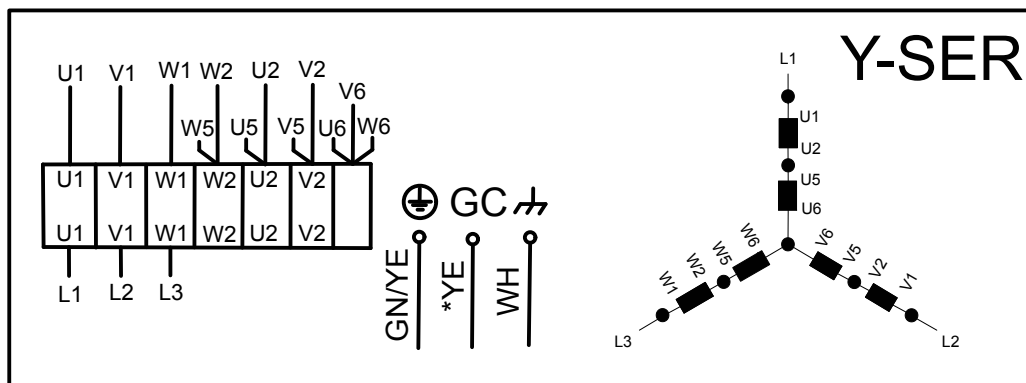 Y-SER
U1 V1 W1 W2 U2 V2 V6
W5 U5 V5 U6 W6
U1 V1 W1 W2 U2 V2
U1 V1 W1 W2 U2 V2
L1 L2 L3
GC
GN/YE *YE WH
L1
U1
U2
U5
U6
W1 W2 W5 W6
V6 V5 V2 V1
L3 L2